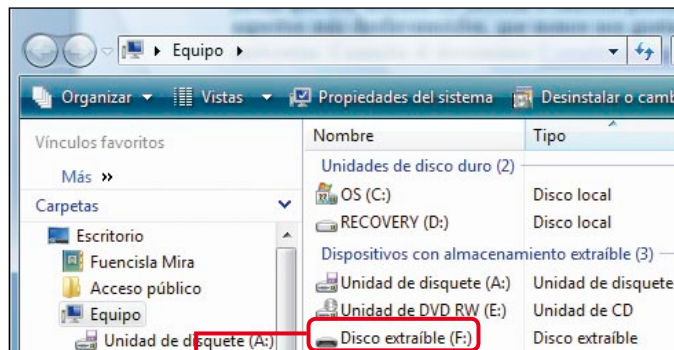 Equipo
Organizar Vistas Propiedades del sistema Desinstalar o camb
Vínculos favoritos
Más »
Carpetas
Escritorio
Fuencisla Mira
Acceso público
Equipo
Unidad de disquete (A:)
Nombre Tipo
Unidades de disco duro (2)
OS (C:) Disco local
RECOVERY (D:) Disco local
Dispositivos con almacenamiento extraíble (3)
Unidad de disquete (A:) Unidad de disquete
Unidad de DVD RW (E:) Unidad de CD
Disco extraíble (F:) Disco extraíble